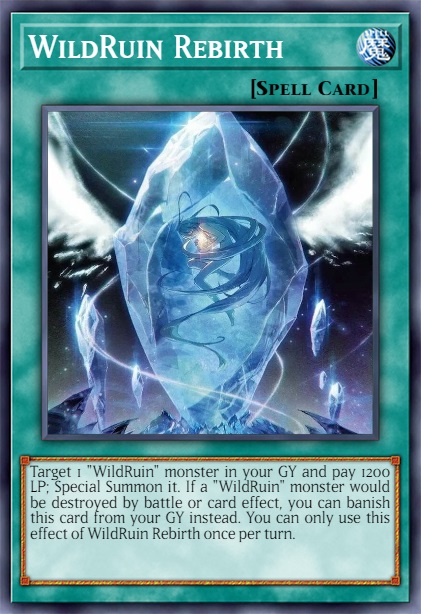 WildRuin Rebirth
魔
[Spell Card]
Target 1 "WildRuin" monster in your GY and pay 1200
LP; Special Summon it. If a "WildRuin" monster would
be destroyed by battle or card effect, you can banish
this card from your GY instead. You can only use this
effect of WildRuin Rebirth once per turn.